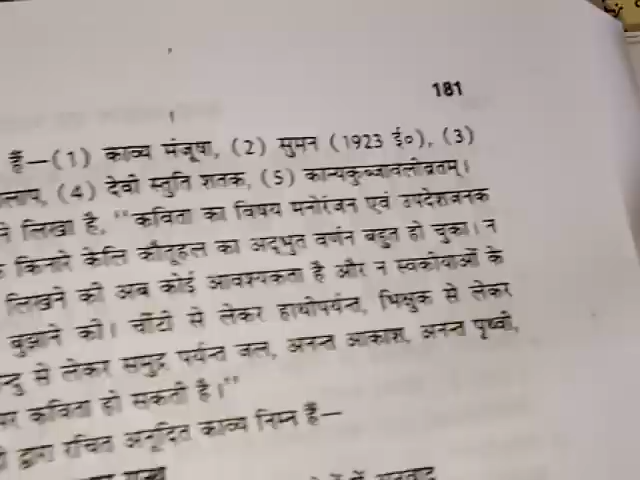 181
हैं—(1) काव्य मंजूषा, (2) सुमन (1923 ई०), (3)
(4) देवी स्तुति शतक, (5) कान्यकुब्जावलीव्रतम्।
ने लिखा है, "कविता का विषय मनोरंजन एवं उपदेशजनक
किनारे केलि कौतूहल का अद्भुत वर्णन बहुत हो चुका। न
लिखने की अब कोई आवश्यकता है और न स्वकीयाओं के
बुझाने की। चींटी से लेकर हाथीपर्यन्त, भिक्षुक से लेकर
न्दु से लेकर समुद्र पर्यन्त जल, अनन्त आकाश, अनन्त पृथ्वी,
पर कविता हो सकती है।"
द्वारा रचित अनूदित काव्य निम्न हैं—